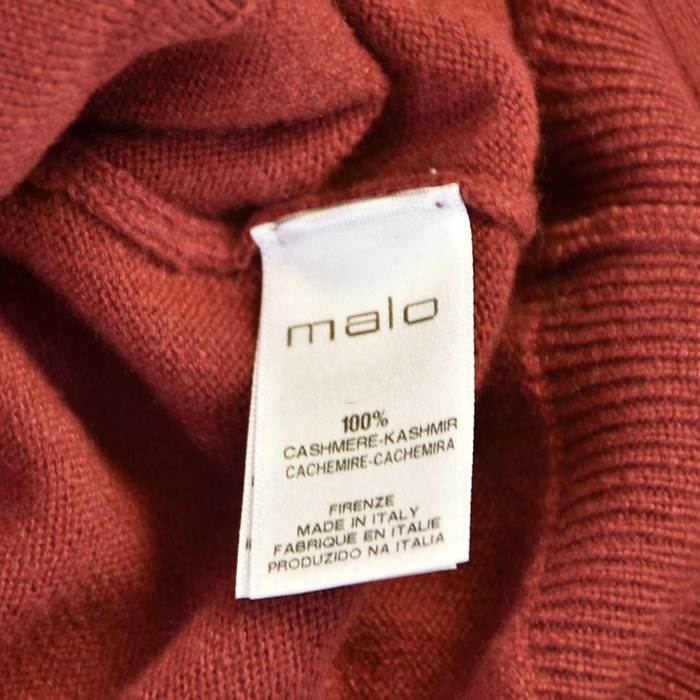 malo
100%
CASHMERE-KASHMIR
CACHEMIRE-CACHEMIRA
FIRENZE
MADE IN ITALY
FABRIQUE EN ITALIE
PRODUZIDO NA ITALIA